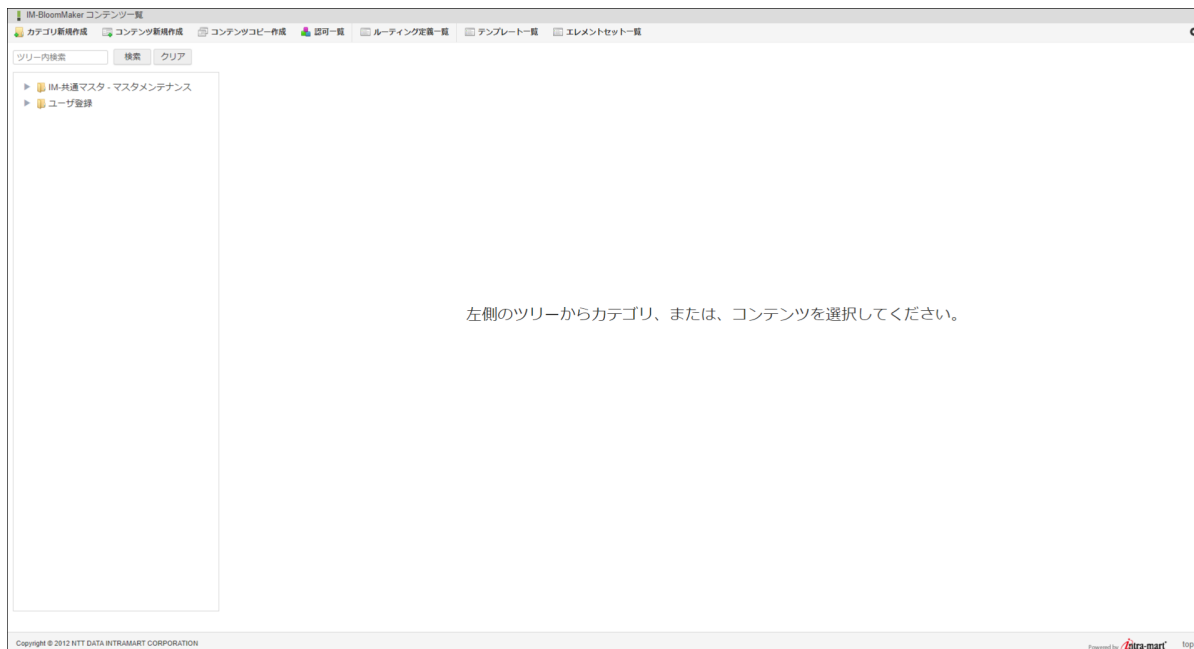 IM-BloomMaker コンテンツ一覧
カテゴリ新規作成 コンテンツ新規作成 コンテンツコピー作成 認可一覧 ルーティング定義一覧 テンプレート一覧 エレメントセット一覧
ツリー内検索 検索 クリア
IM-共通マスタ - マスタメンテナンス
ユーザ登録
左側のツリーからカテゴリ、または、コンテンツを選択してください。
Copyright © 2012 NTT DATA INTRAMART CORPORATION
Powered by intra-mart top